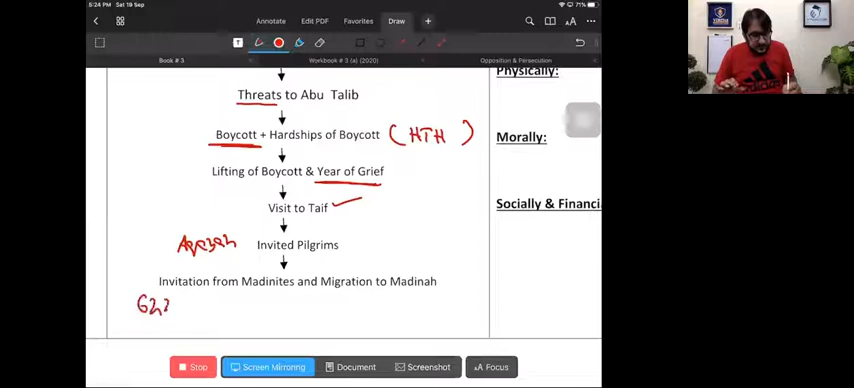 5:24 PM Sat 19 Sep
71%
Annotate Edit PDF Favorites Draw
Book # 3 Workbook # 3 (a) (2020) Opposition & Persecution
Physically:
Threats to Abu Talib
Boycott + Hardships of Boycott (HTH)
Morally:
Lifting of Boycott & Year of Grief
Socially & Financia
Visit to Taif
Invited Pilgrims
Invitation from Madinites and Migration to Madinah
622
Stop Screen Mirroring Document Screenshot Focus